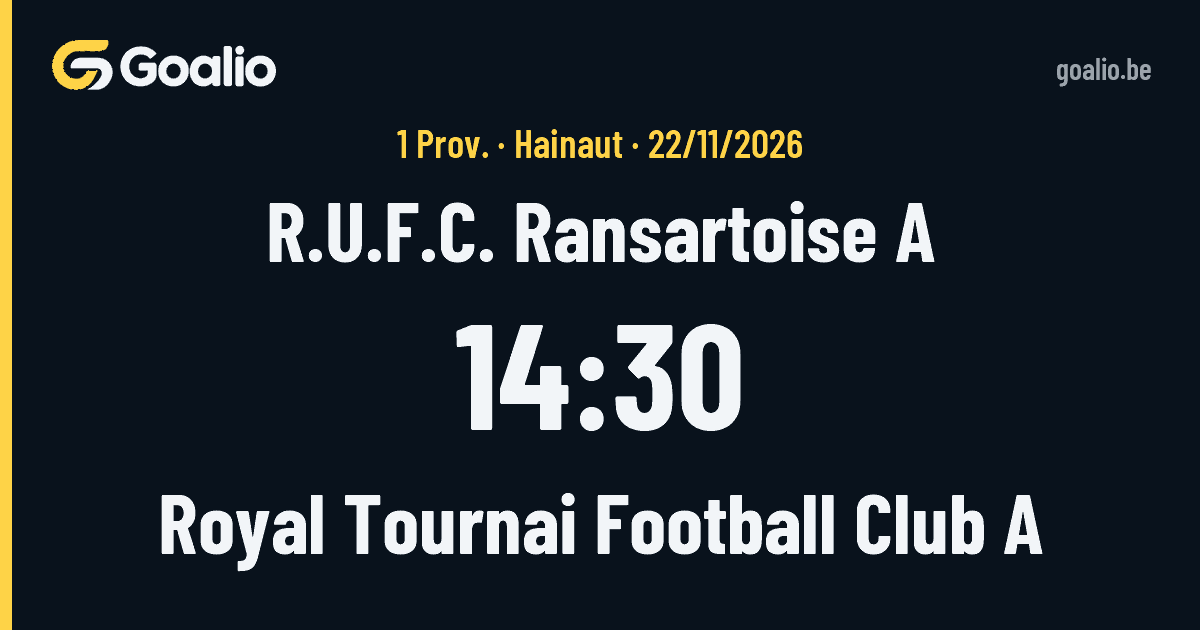 Goalio
goalio.be
1 Prov. · Hainaut · 22/11/2026
R.U.F.C. Ransartoise A
14:30
Royal Tournai Football Club A